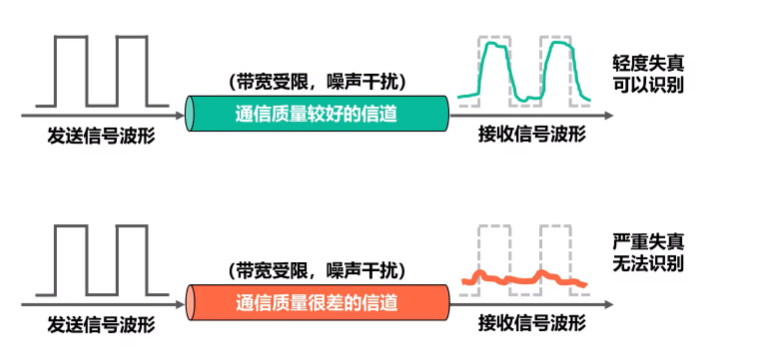 (带宽受限，噪声干扰)
通信质量较好的信道
发送信号波形
接收信号波形
轻度失真
可以识别
(带宽受限，噪声干扰)
通信质量很差的信道
发送信号波形
接收信号波形
严重失真
无法识别